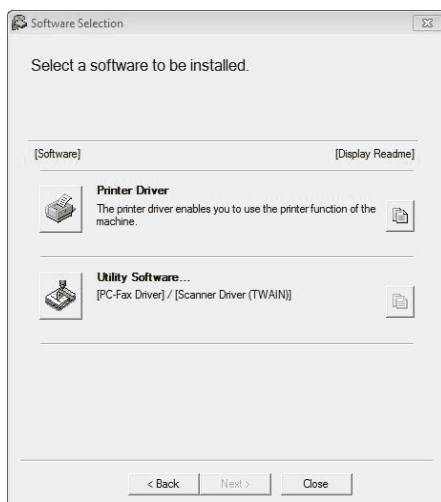 Software Selection
Select a software to be installed.
[Software] [Display Readme]
Printer Driver
The printer driver enables you to use the printer function of the
machine.
Utility Software...
[PC-Fax Driver] / [Scanner Driver (TWAIN)]
< Back Next > Close